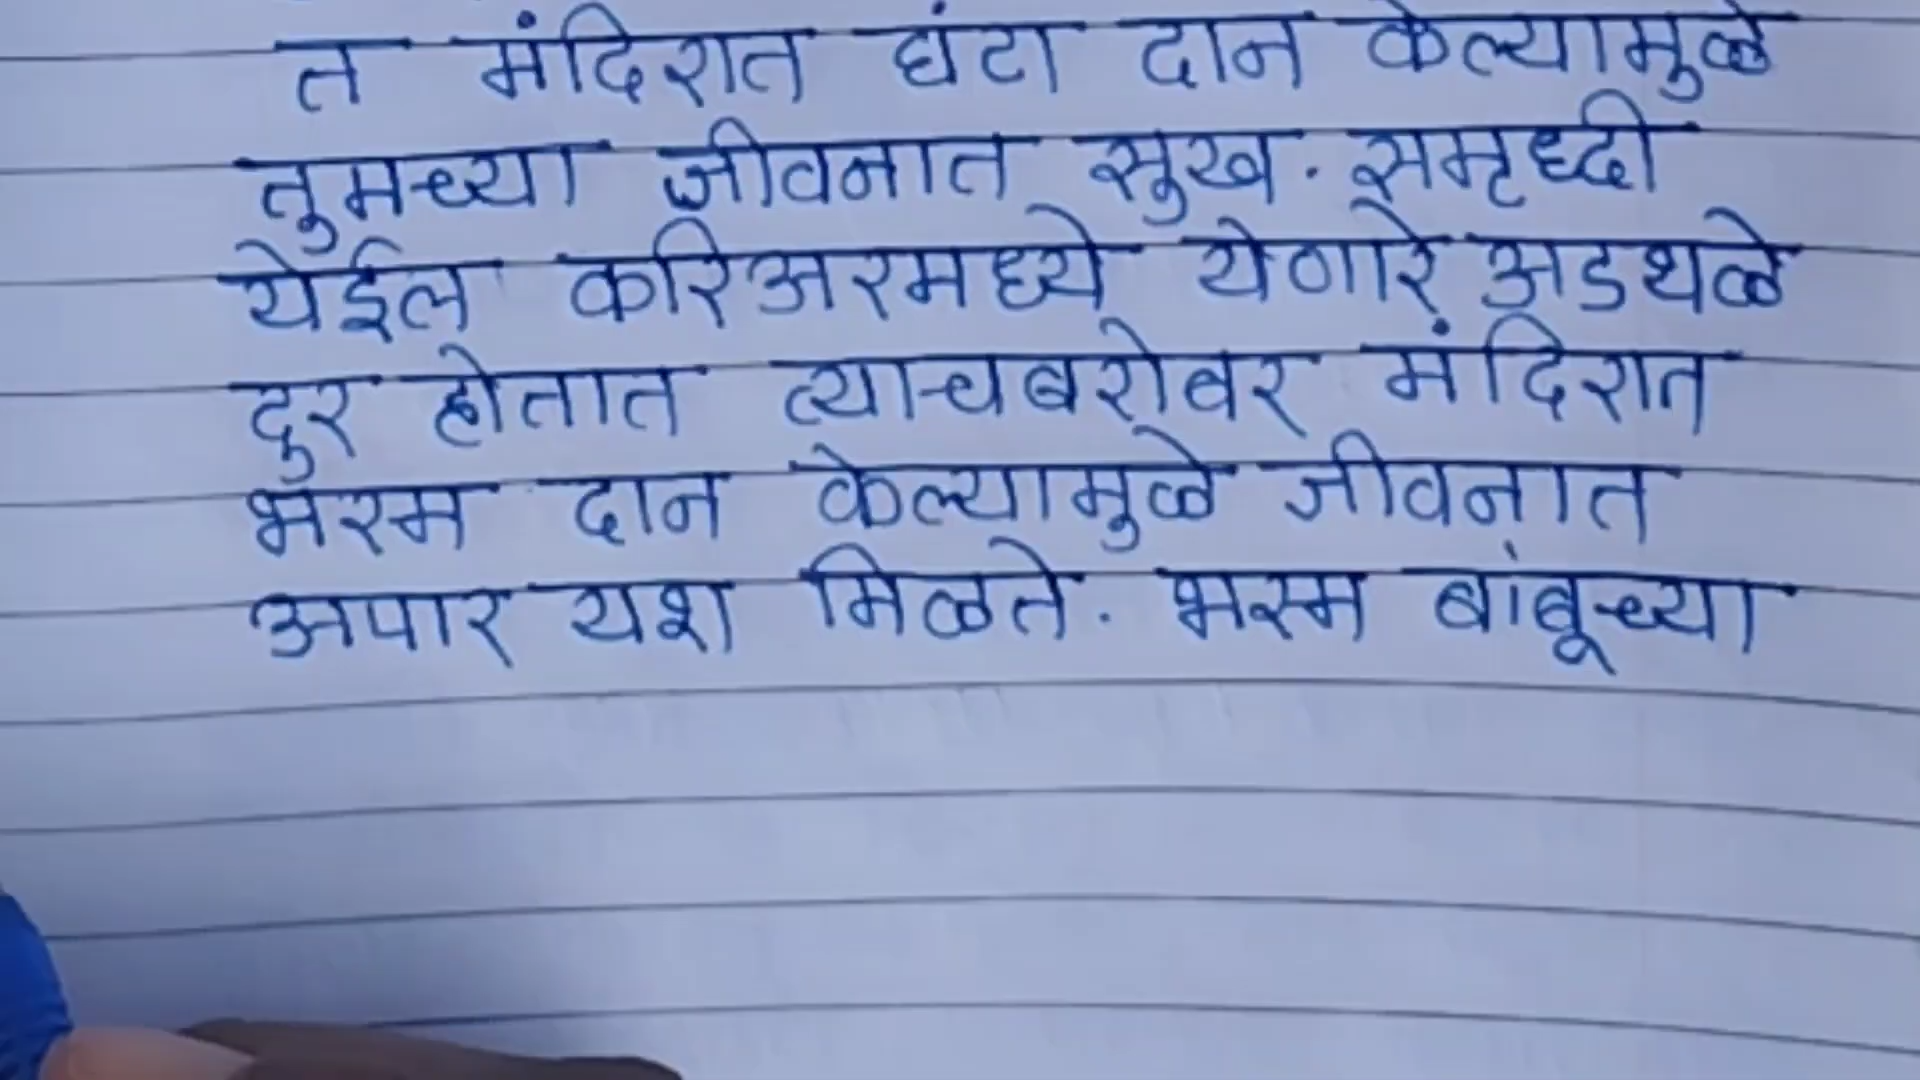 त मंदिरात घंटा दान केल्यामुळे
तुमच्या जीवनात सुख. समृध्दी
येईल करिअरमध्ये येणारे अडथळे
दुर होतात त्याचबरोबर मंदिरात
भस्म दान केल्यामुळे जीवनात
अपार यश मिळते. भस्म बांबूच्या